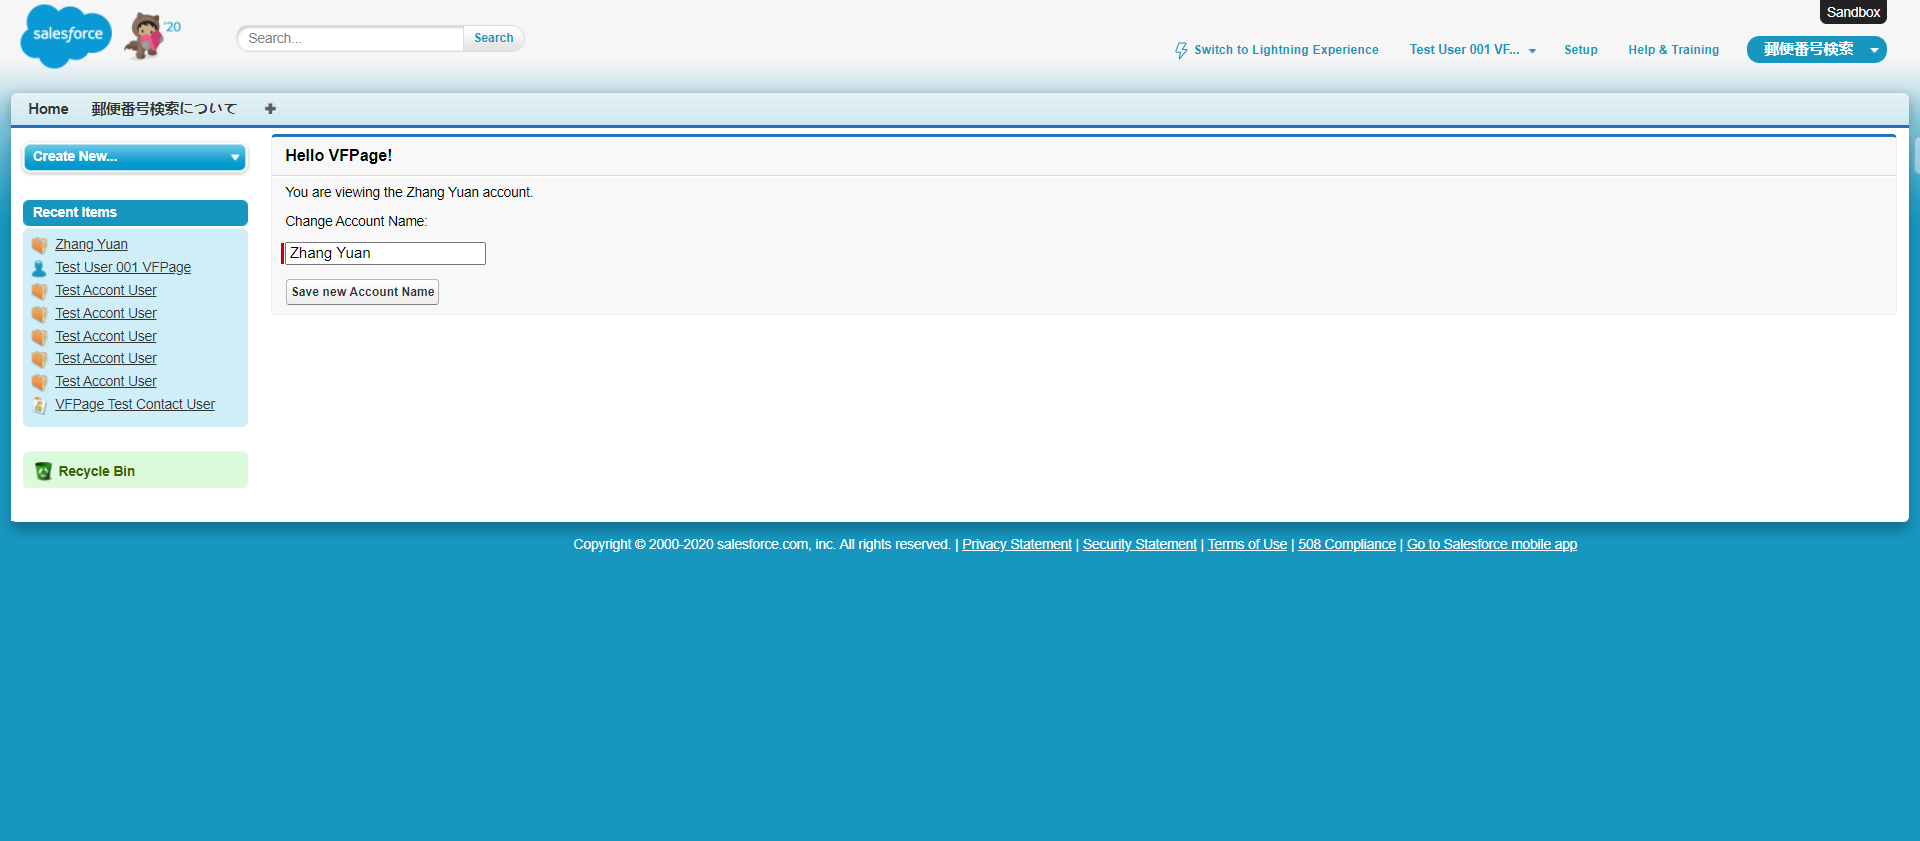 Sandbox
salesforce
'20
Search...
Search
Switch to Lightning Experience
Test User 001 VF...
Setup
Help & Training
郵便番号検索
Home
郵便番号検索について
Create New...
Recent Items
Zhang Yuan
Test User 001 VFPage
Test Accont User
Test Accont User
Test Accont User
Test Accont User
Test Accont User
VFPage Test Contact User
Recycle Bin
Hello VFPage!
You are viewing the Zhang Yuan account.
Change Account Name:
Zhang Yuan
Save new Account Name
Copyright © 2000-2020 salesforce.com, inc. All rights reserved. | Privacy Statement | Security Statement | Terms of Use | 508 Compliance | Go to Salesforce mobile app